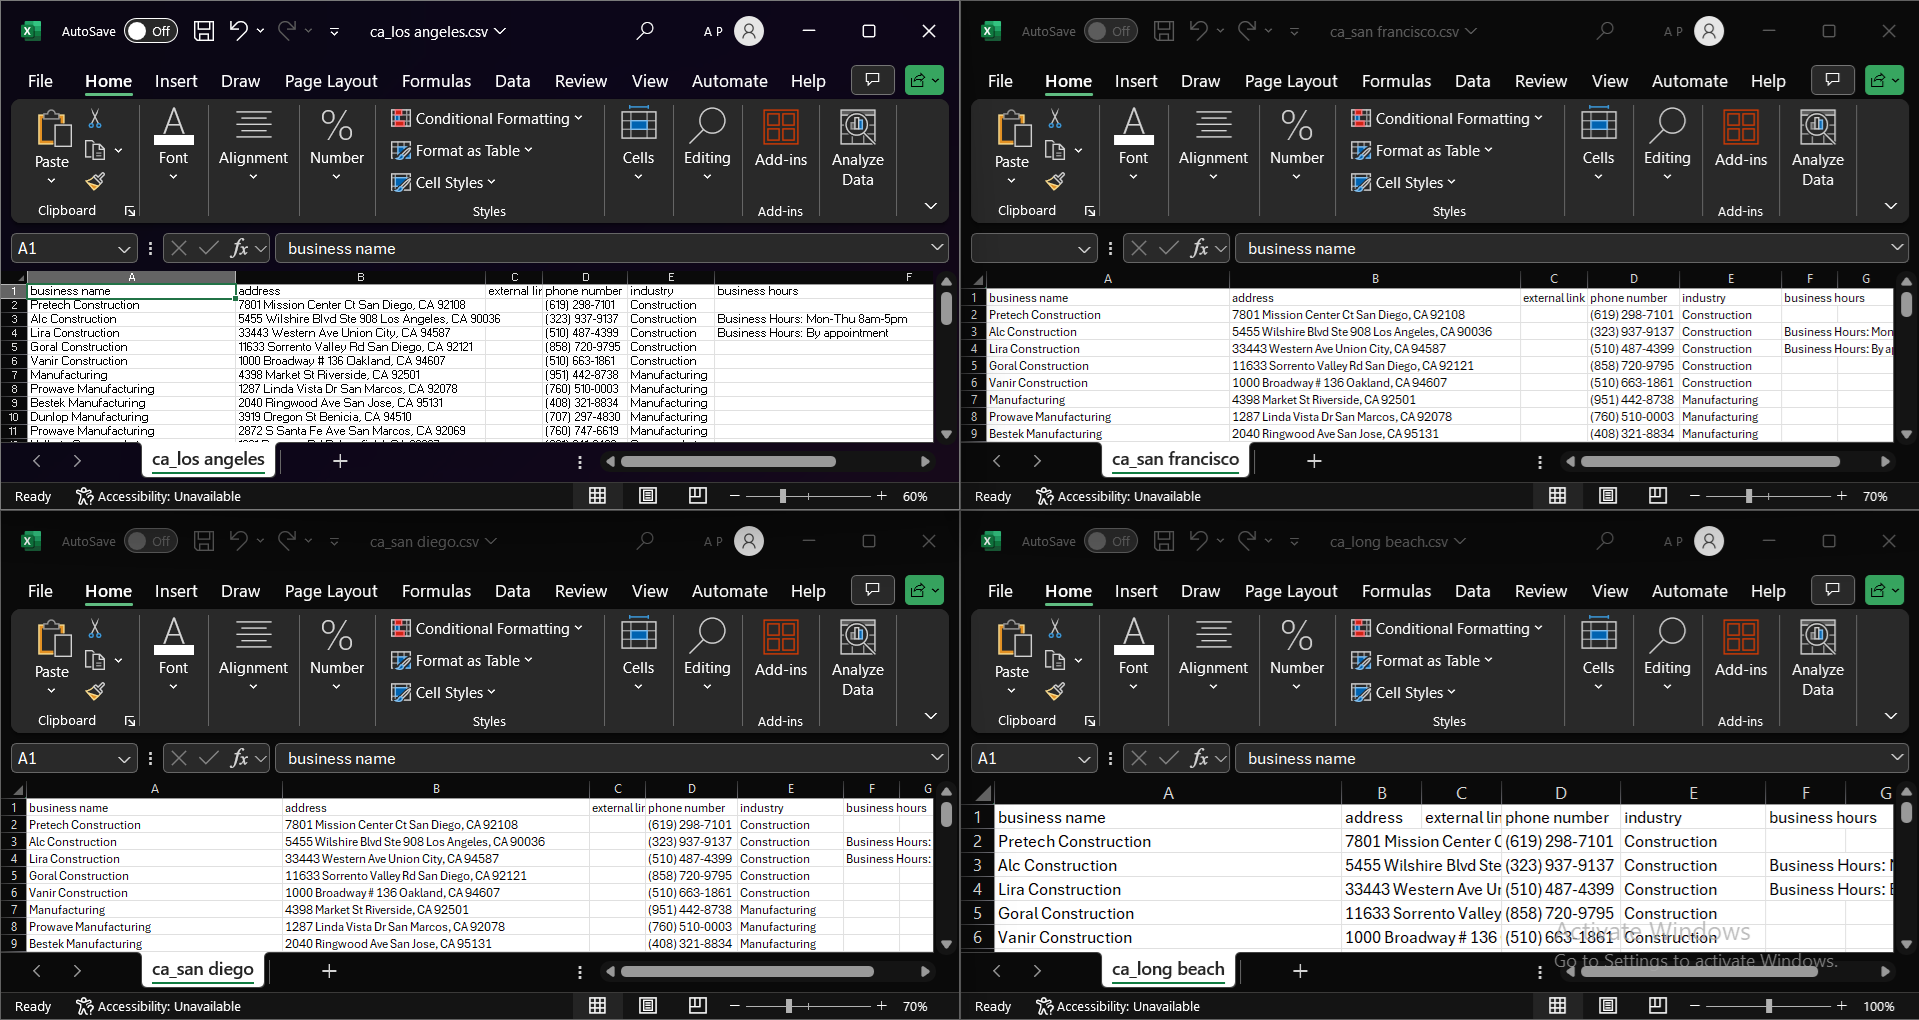 AutoSave Off ca_los angeles.csv A P
File Home Insert Draw Page Layout Formulas Data Review View Automate Help
Paste Font Alignment Number Conditional Formatting Format as Table Cell Styles Cells Editing Add-ins Analyze Data
Clipboard Styles Add-ins
A1 fx business name
A B C D E F
1 business name address external lin phone number industry business hours
2 Pretech Construction 7801 Mission Center Ct San Diego, CA 92108 (619) 298-7101 Construction
3 Alc Construction 5455 Wilshire Blvd Ste 908 Los Angeles, CA 90036 (323) 937-9137 Construction Business Hours: Mon-Thu 8am-5pm
4 Lira Construction 33443 Western Ave Union City, CA 94587 (510) 487-4399 Construction Business Hours: By appointment
5 Goral Construction 11633 Sorrento Valley Rd San Diego, CA 92121 (858) 720-9795 Construction
6 Vanir Construction 1000 Broadway # 136 Oakland, CA 94607 (510) 663-1861 Construction
7 Manufacturing 4398 Market St Riverside, CA 92501 (951) 442-8738 Manufacturing
8 Prowave Manufacturing 1287 Linda Vista Dr San Marcos, CA 92078 (760) 510-0003 Manufacturing
9 Bestek Manufacturing 2040 Ringwood Ave San Jose, CA 95131 (408) 321-8834 Manufacturing
10 Dunlop Manufacturing 3919 Oregon St Benicia, CA 94510 (707) 297-4830 Manufacturing
11 Prowave Manufacturing 2872 S Santa Fe Ave San Marcos, CA 92069 (760) 747-6619 Manufacturing
ca_los angeles
Ready Accessibility: Unavailable 60%
AutoSave Off ca_san francisco.csv A P
File Home Insert Draw Page Layout Formulas Data Review View Automate Help
Paste Font Alignment Number Conditional Formatting Format as Table Cell Styles Cells Editing Add-ins Analyze Data
Clipboard Styles Add-ins
fx business name
A B C D E F G
1 business name address external link phone number industry business hours
2 Pretech Construction 7801 Mission Center Ct San Diego, CA 92108 (619) 298-7101 Construction
3 Alc Construction 5455 Wilshire Blvd Ste 908 Los Angeles, CA 90036 (323) 937-9137 Construction Business Hours: Mon
4 Lira Construction 33443 Western Ave Union City, CA 94587 (510) 487-4399 Construction Business Hours: By ap
5 Goral Construction 11633 Sorrento Valley Rd San Diego, CA 92121 (858) 720-9795 Construction
6 Vanir Construction 1000 Broadway # 136 Oakland, CA 94607 (510) 663-1861 Construction
7 Manufacturing 4398 Market St Riverside, CA 92501 (951) 442-8738 Manufacturing
8 Prowave Manufacturing 1287 Linda Vista Dr San Marcos, CA 92078 (760) 510-0003 Manufacturing
9 Bestek Manufacturing 2040 Ringwood Ave San Jose, CA 95131 (408) 321-8834 Manufacturing
ca_san francisco
Ready Accessibility: Unavailable 70%
AutoSave Off ca_san diego.csv A P
File Home Insert Draw Page Layout Formulas Data Review View Automate Help
Paste Font Alignment Number Conditional Formatting Format as Table Cell Styles Cells Editing Add-ins Analyze Data
Clipboard Styles Add-ins
A1 fx business name
A B C D E F G
1 business name address external lin phone number industry business hours
2 Pretech Construction 7801 Mission Center Ct San Diego, CA 92108 (619) 298-7101 Construction
3 Alc Construction 5455 Wilshire Blvd Ste 908 Los Angeles, CA 90036 (323) 937-9137 Construction Business Hours:
4 Lira Construction 33443 Western Ave Union City, CA 94587 (510) 487-4399 Construction Business Hours:
5 Goral Construction 11633 Sorrento Valley Rd San Diego, CA 92121 (858) 720-9795 Construction
6 Vanir Construction 1000 Broadway # 136 Oakland, CA 94607 (510) 663-1861 Construction
7 Manufacturing 4398 Market St Riverside, CA 92501 (951) 442-8738 Manufacturing
8 Prowave Manufacturing 1287 Linda Vista Dr San Marcos, CA 92078 (760) 510-0003 Manufacturing
9 Bestek Manufacturing 2040 Ringwood Ave San Jose, CA 95131 (408) 321-8834 Manufacturing
ca_san diego
Ready Accessibility: Unavailable 70%
AutoSave Off ca_long beach.csv A P
File Home Insert Draw Page Layout Formulas Data Review View Automate Help
Paste Font Alignment Number Conditional Formatting Format as Table Cell Styles Cells Editing Add-ins Analyze Data
Clipboard Styles Add-ins
A1 fx business name
A B C D E F G
1 business name address external lin phone number industry business hours
2 Pretech Construction 7801 Mission Center C (619) 298-7101 Construction
3 Alc Construction 5455 Wilshire Blvd Ste (323) 937-9137 Construction Business Hours:
4 Lira Construction 33443 Western Ave Un (510) 487-4399 Construction Business Hours:
5 Goral Construction 11633 Sorrento Valley (858) 720-9795 Construction
6 Vanir Construction 1000 Broadway # 136 (510) 663-1861 Construction
Activate Windows
Go to Settings to activate Windows.
ca_long beach
Ready Accessibility: Unavailable 100%